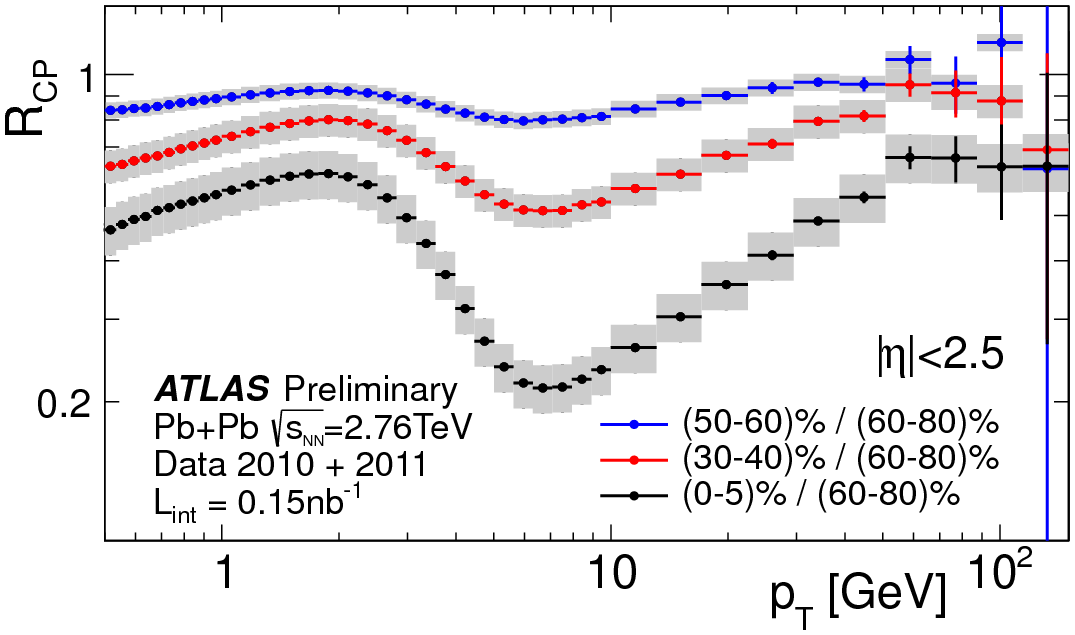 R_CP
1
0.2
|η|<2.5
ATLAS Preliminary
Pb+Pb √s_NN=2.76TeV
Data 2010 + 2011
L_int = 0.15nb^-1
(50-60)% / (60-80)%
(30-40)% / (60-80)%
(0-5)% / (60-80)%
1 10 10^2
p_T [GeV]